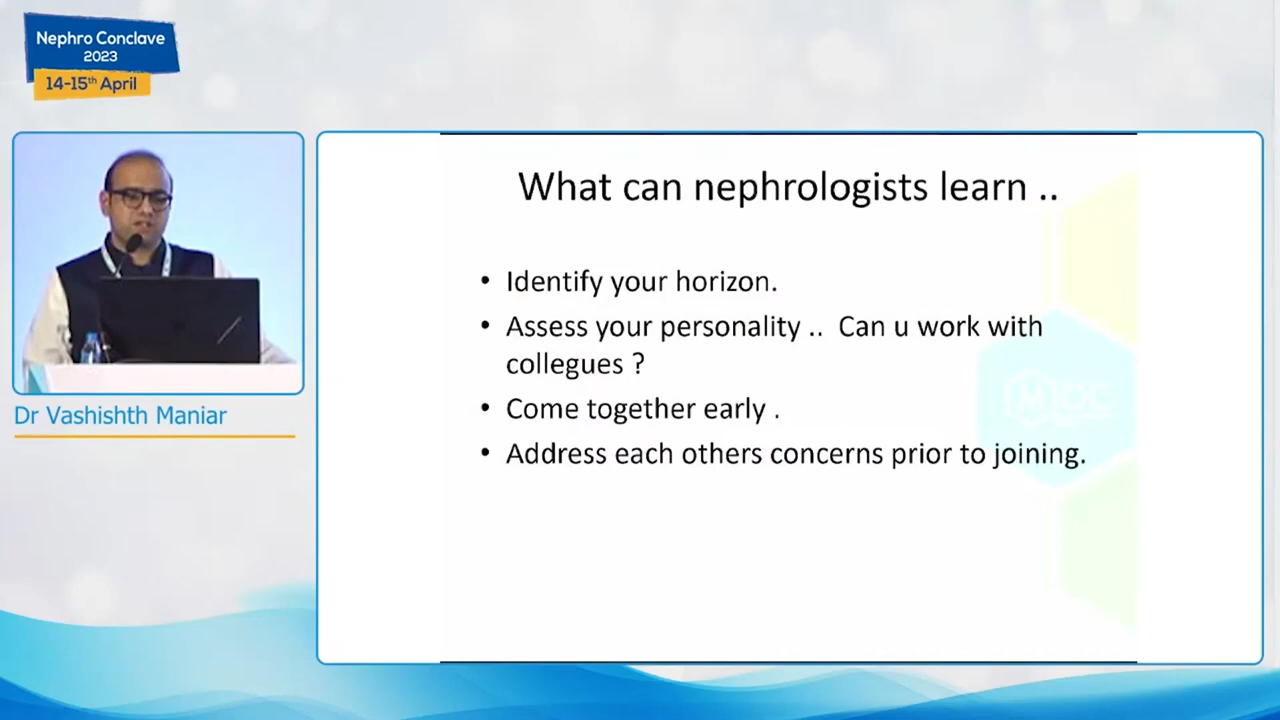 Nephro Conclave
2023
14-15th April
Dr Vashishth Maniar
What can nephrologists learn ..
• Identify your horizon.
• Assess your personality .. Can u work with
collegues ?
• Come together early .
• Address each others concerns prior to joining.
MOC